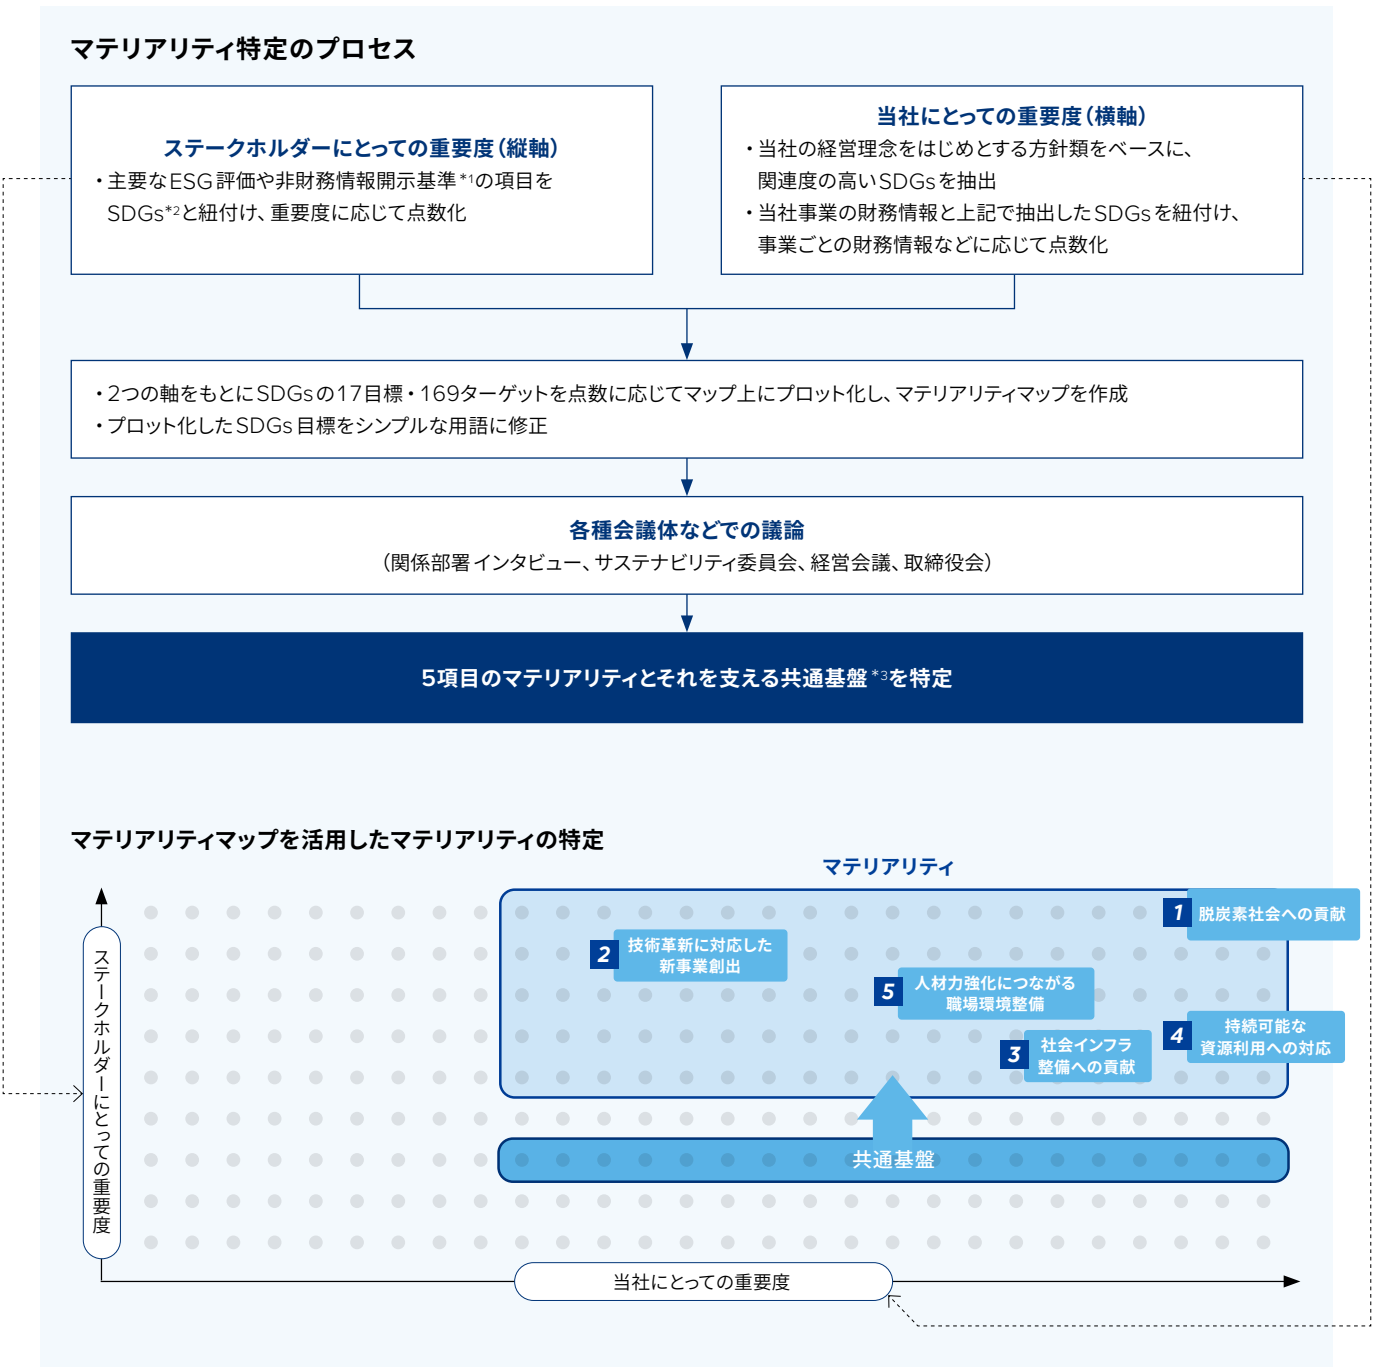 マテリアリティ特定のプロセス
ステークホルダーにとっての重要度(縦軸)
・主要なESG評価や非財務情報開示基準*1の項目を
SDGs*2と紐付け、重要度に応じて点数化
当社にとっての重要度(横軸)
・当社の経営理念をはじめとする方針類をベースに、
関連度の高いSDGsを抽出
・当社事業の財務情報と上記で抽出したSDGsを紐付け、
事業ごとの財務情報などに応じて点数化
・2つの軸をもとにSDGsの17目標・169ターゲットを点数に応じてマップ上にプロット化し、マテリアリティマップを作成
・プロット化したSDGs目標をシンプルな用語に修正
各種会議体などでの議論
(関係部署インタビュー、サステナビリティ委員会、経営会議、取締役会)
5項目のマテリアリティとそれを支える共通基盤*3を特定
マテリアリティマップを活用したマテリアリティの特定
マテリアリティ
1 脱炭素社会への貢献
2 技術革新に対応した
新事業創出
5 人材力強化につながる
職場環境整備
3 社会インフラ
整備への貢献
4 持続可能な
資源利用への対応
共通基盤
ステークホルダーにとっての重要度
当社にとっての重要度